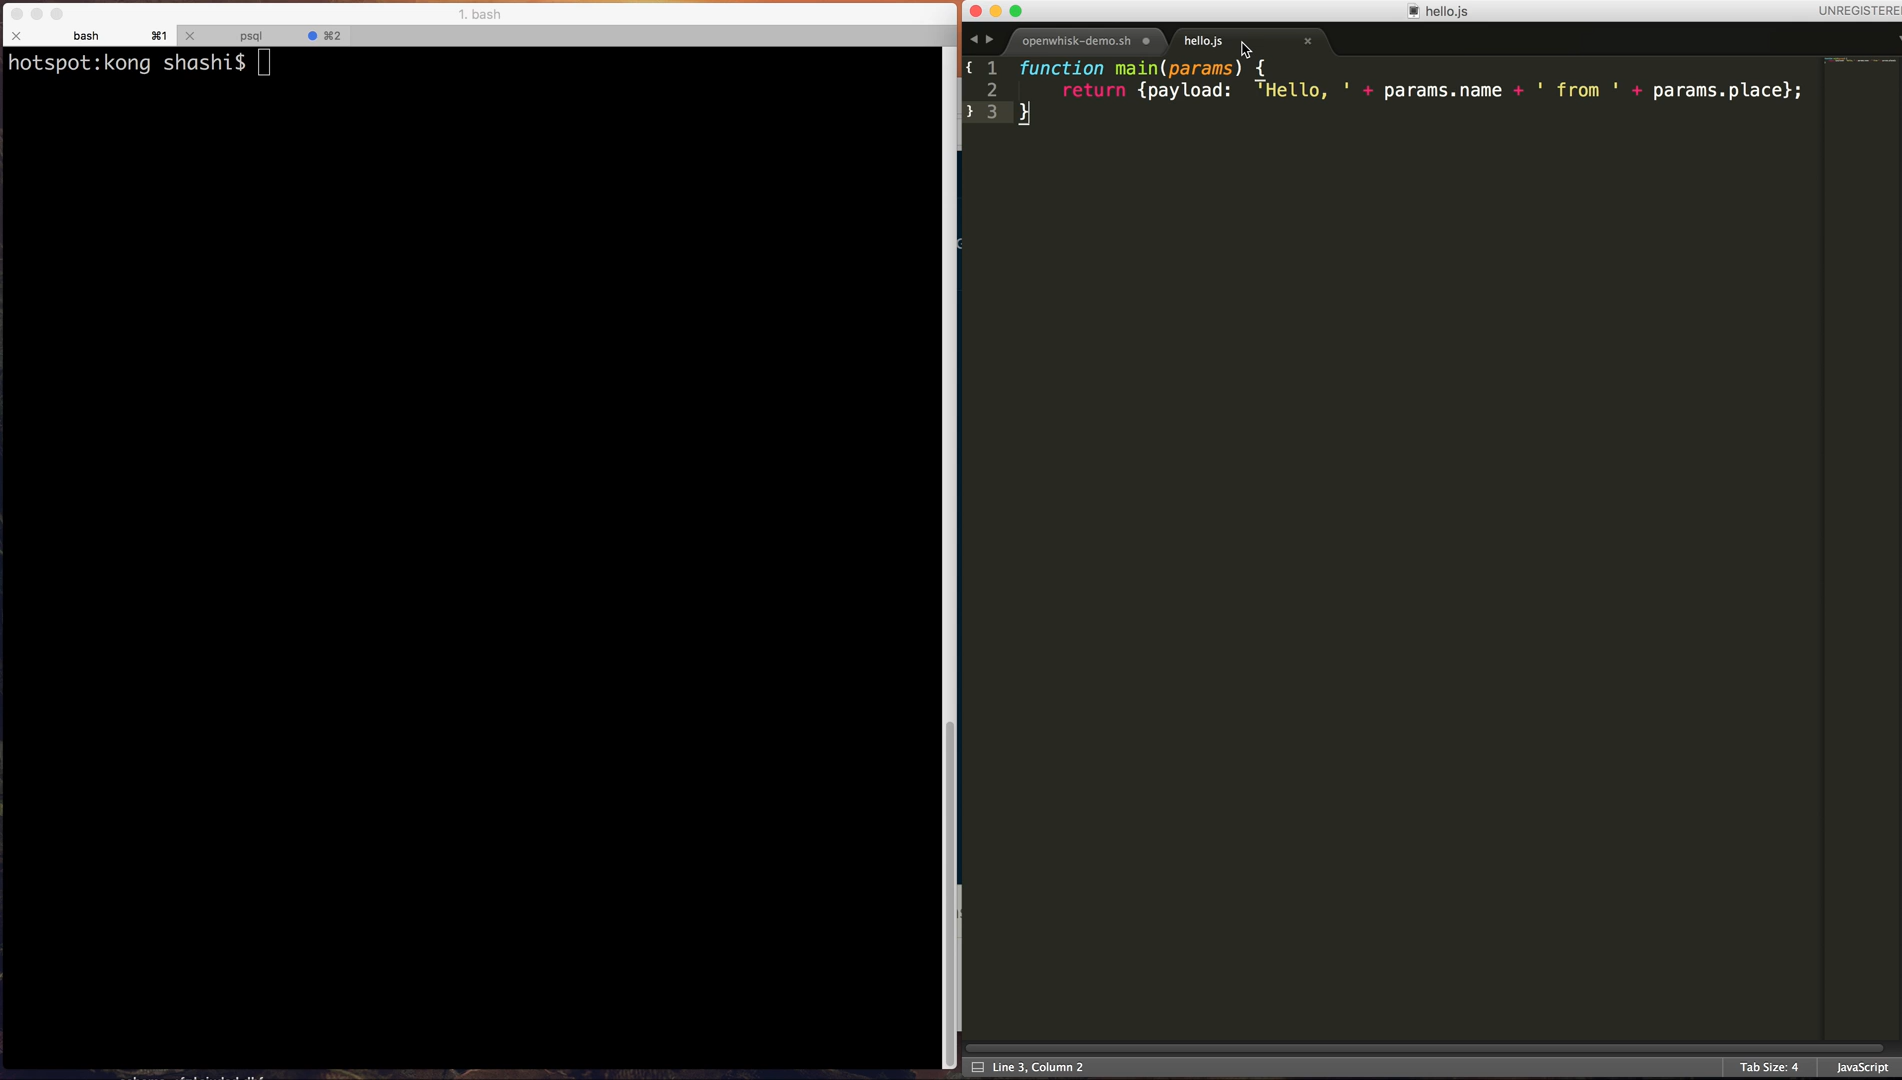 1. bash
bash ⌘1 psql ⌘2
hotspot:kong shashi$
hello.js
UNREGISTERE
openwhisk-demo.sh hello.js
{ 1 function main(params) {
2 return {payload: 'Hello, ' + params.name + ' from ' + params.place};
} 3 }
Line 3, Column 2
Tab Size: 4
JavaScript